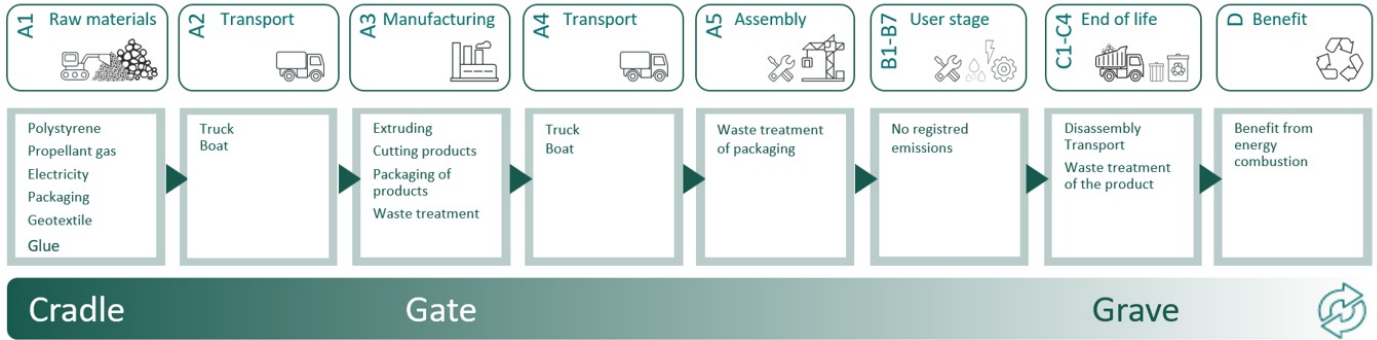 A1 Raw materials
A2 Transport
A3 Manufacturing
A4 Transport
A5 Assembly
B1-B7 User stage
C1-C4 End of life
D Benefit
Polystyrene
Propellant gas
Electricity
Packaging
Geotextile
Glue
Truck
Boat
Extruding
Cutting products
Packaging of
products
Waste treatment
Truck
Boat
Waste treatment
of packaging
No registred
emissions
Disassembly
Transport
Waste treatment
of the product
Benefit from
energy
combustion
Cradle
Gate
Grave